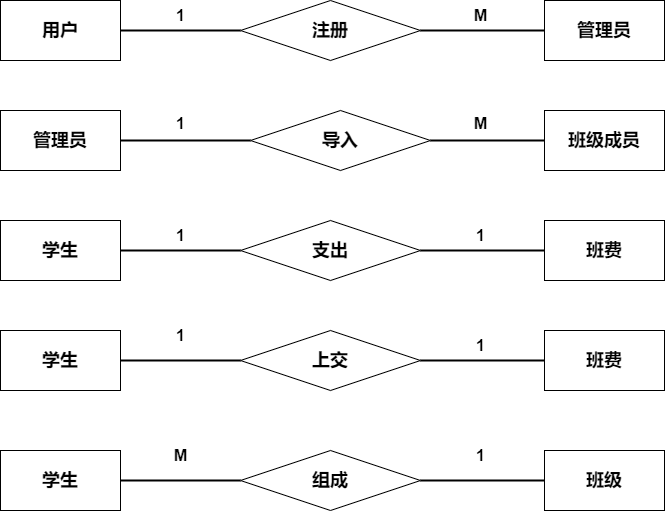 用户 1 注册 M 管理员
管理员 1 导入 M 班级成员
学生 1 支出 1 班费
学生 1 上交 1 班费
学生 M 组成 1 班级